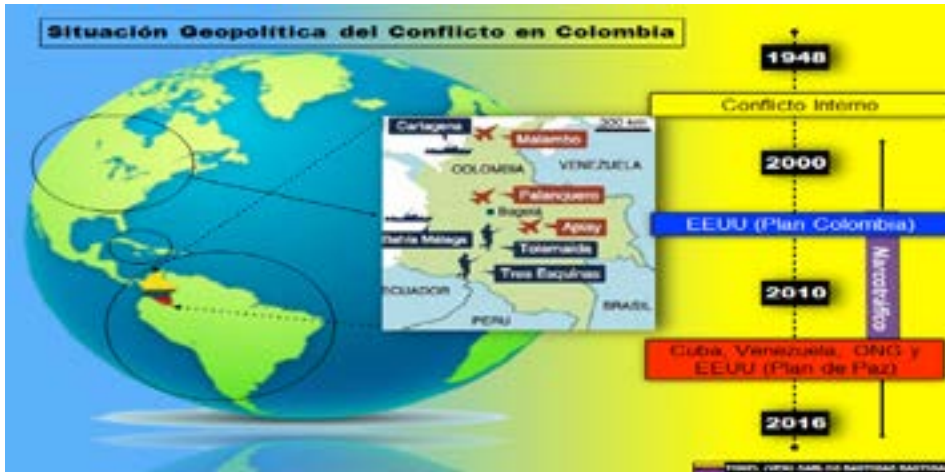 Situación Geopolítica del Conflicto en Colombia
Cartagena
Malambo
300 km
COLOMBIA
VENEZUELA
Palanquero
Bogotá
Apiay
Bahía Málaga
Tolemaida
Tres Esquinas
ECUADOR
BRASIL
PERU
1948
Conflicto Interno
2000
EEUU (Plan Colombia)
Narcotrafico
2010
Cuba, Venezuela, ONG y
EEUU (Plan de Paz)
2016